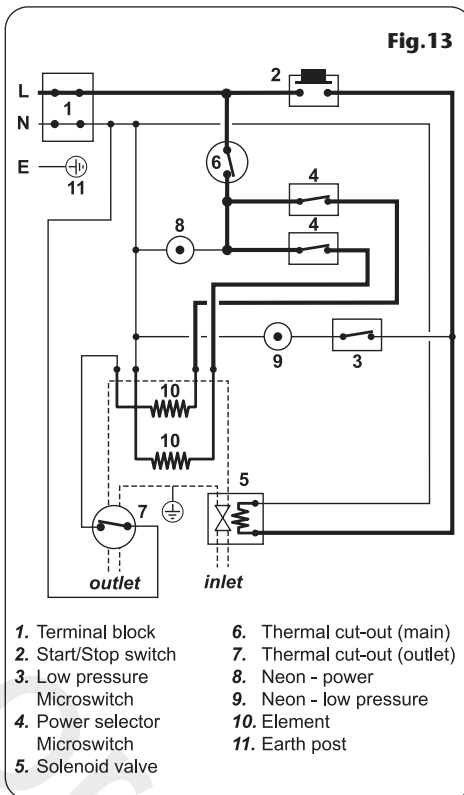 Fig.13
2
L
1
N
E
11
6
4
4
8
9
3
10
10
5
7
outlet
inlet
1. Terminal block
2. Start/Stop switch
3. Low pressure
Microswitch
4. Power selector
Microswitch
5. Solenoid valve
6. Thermal cut-out (main)
7. Thermal cut-out (outlet)
8. Neon - power
9. Neon - low pressure
10. Element
11. Earth post